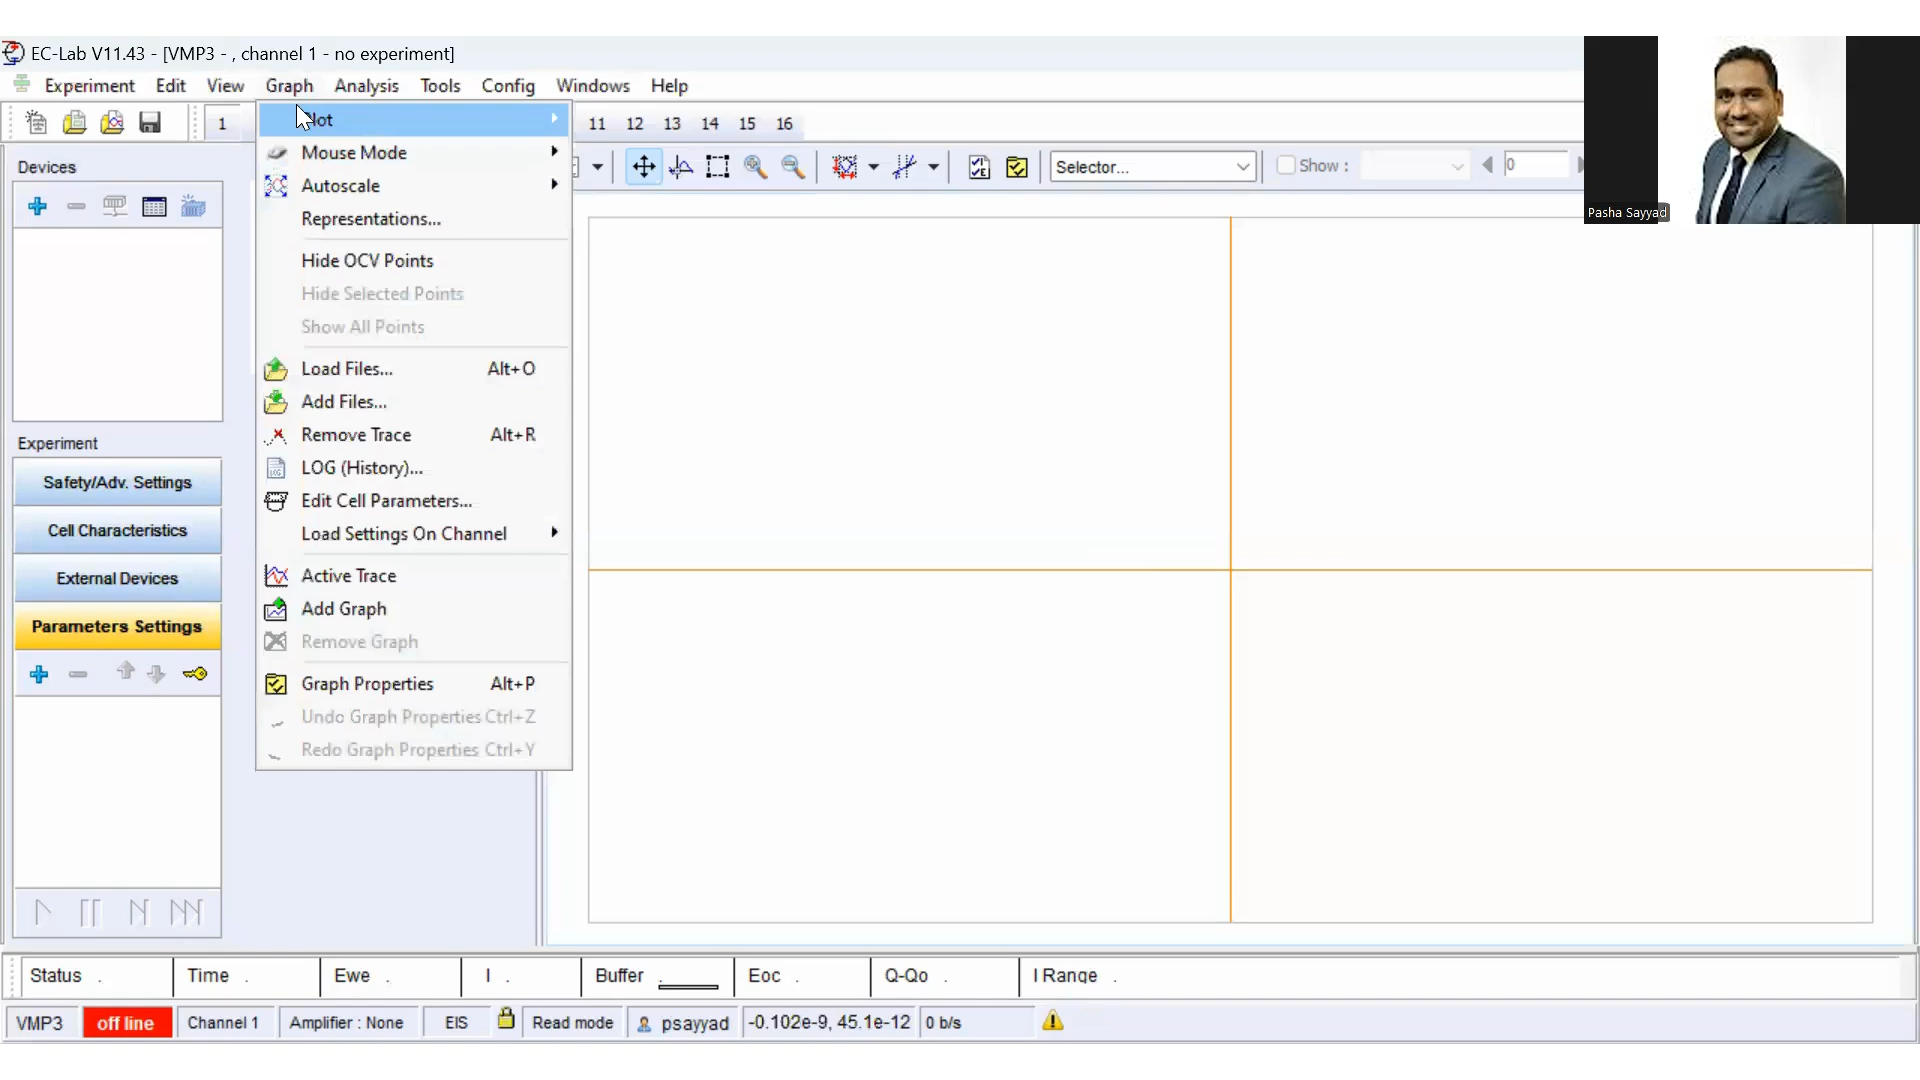 EC-Lab V11.43 - [VMP3 - , channel 1 - no experiment]
Experiment Edit View Graph Analysis Tools Config Windows Help
1 11 12 13 14 15 16
Devices
Selector...
Show :
0
Pasha Sayyad
Mouse Mode
Autoscale
Representations...
Hide OCV Points
Hide Selected Points
Show All Points
Load Files... Alt+O
Add Files...
Remove Trace Alt+R
LOG (History)...
Edit Cell Parameters...
Load Settings On Channel
Active Trace
Add Graph
Remove Graph
Graph Properties Alt+P
Undo Graph Properties Ctrl+Z
Redo Graph Properties Ctrl+Y
Experiment
Safety/Adv. Settings
Cell Characteristics
External Devices
Parameters Settings
Status . Time . Ewe . I . Buffer . Eoc . Q-Qo . I Range .
VMP3 off line Channel 1 Amplifier : None EIS Read mode psayyad -0.102e-9, 45.1e-12 0 b/s